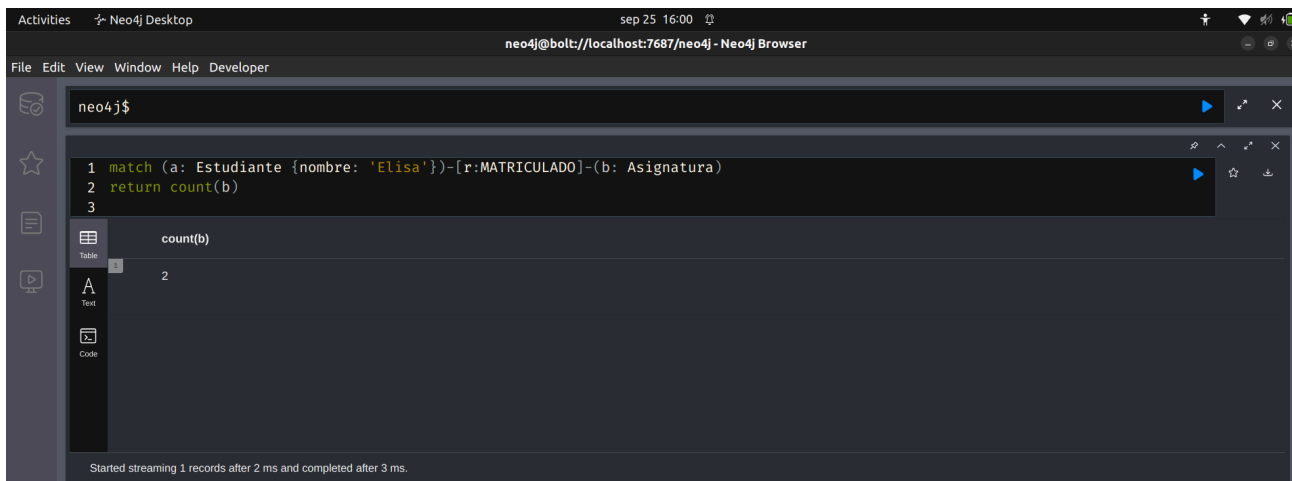 Activities Neo4j Desktop sep 25 16:00
neo4j@bolt://localhost:7687/neo4j - Neo4j Browser
File Edit View Window Help Developer
neo4j$
1 match (a: Estudiante {nombre: 'Elisa'})-[r:MATRICULADO]-(b: Asignatura)
2 return count(b)
3
Table
count(b)
1
2
A
Text
Code
Started streaming 1 records after 2 ms and completed after 3 ms.